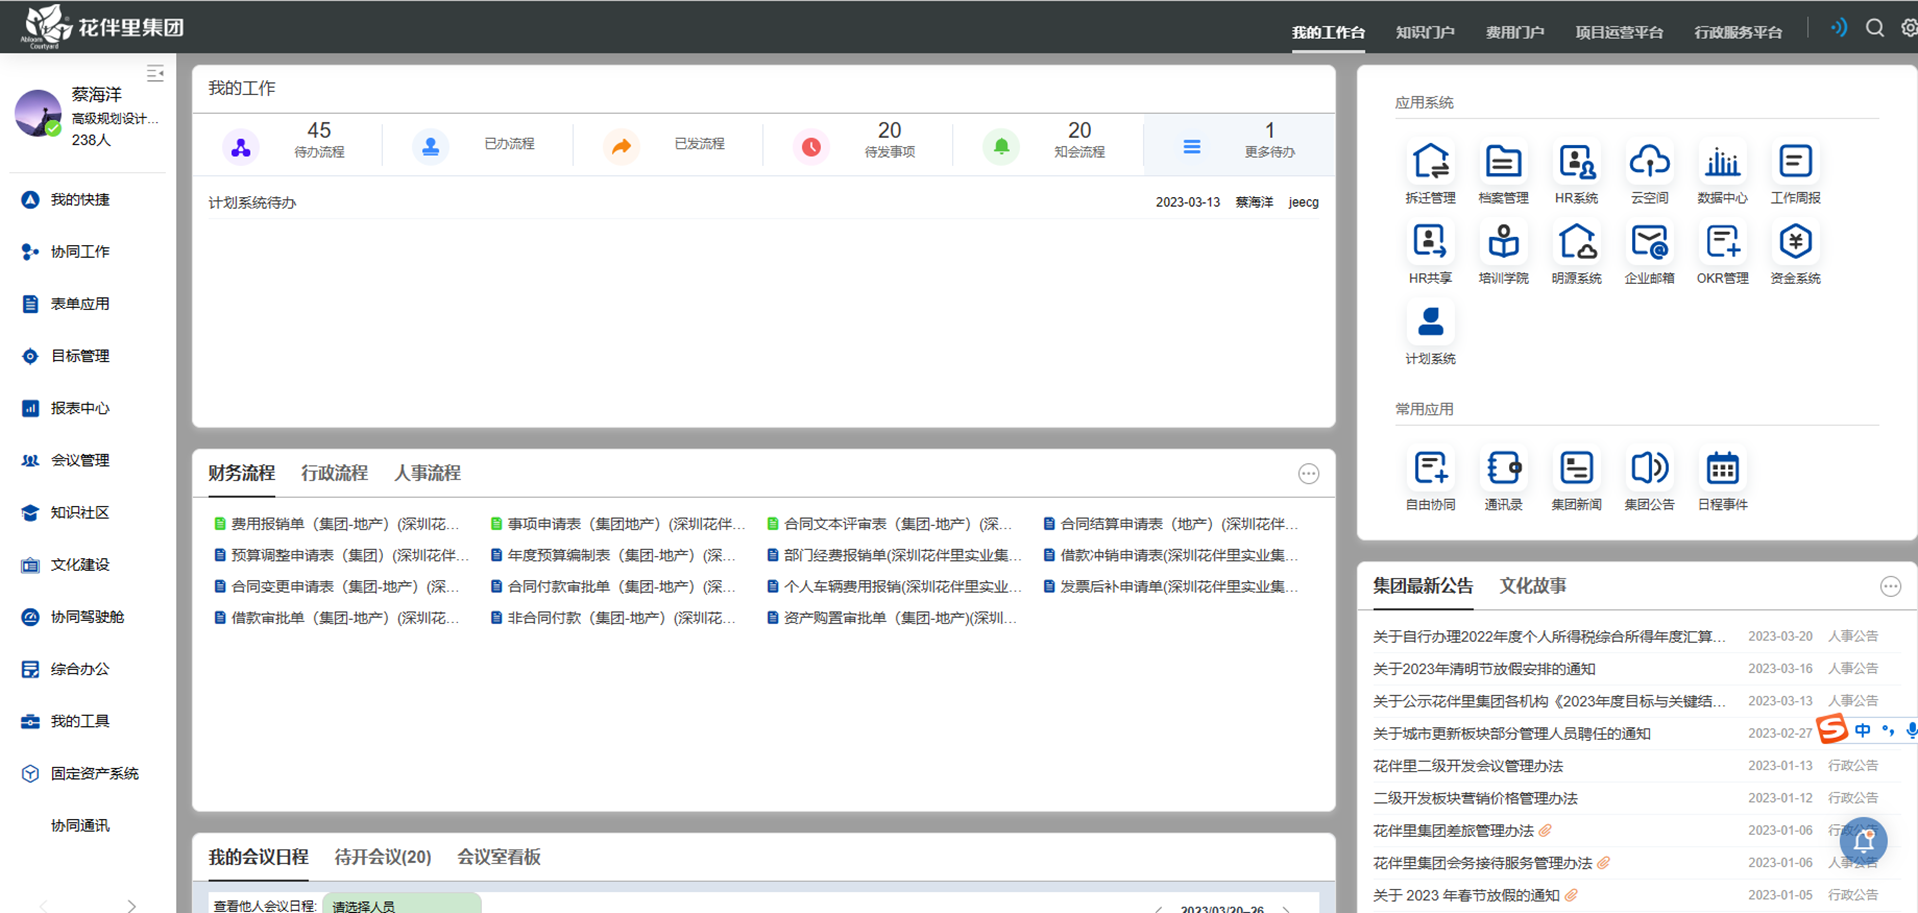 Abloom
Courtyard
花伴里集团
我的工作台
知识门户
费用门户
项目运营平台
行政服务平台
蔡海洋
高级规划设计...
238人
我的快捷
协同工作
表单应用
目标管理
报表中心
会议管理
知识社区
文化建设
协同驾驶舱
综合办公
我的工具
固定资产系统
协同通讯
我的工作
45
待办流程
已办流程
已发流程
20
待发事项
20
知会流程
1
更多待办
计划系统待办 2023-03-13 蔡海洋 jeecg
财务流程 行政流程 人事流程
费用报销单（集团-地产）(深圳花... 事项申请表（集团地产）(深圳花伴... 合同文本评审表（集团-地产）(深... 合同结算申请表（地产）(深圳花伴...
预算调整申请表（集团）(深圳花伴... 年度预算编制表（集团-地产）(深... 部门经费报销单(深圳花伴里实业集... 借款冲销申请表(深圳花伴里实业集...
合同变更申请表（集团-地产）(深... 合同付款审批单（集团-地产）(深... 个人车辆费用报销(深圳花伴里实业... 发票后补申请单(深圳花伴里实业集...
借款审批单（集团-地产）(深圳花... 非合同付款（集团-地产）(深圳花... 资产购置审批单（集团-地产)(深圳...
我的会议日程 待开会议(20) 会议室看板
查看他人会议日程: 请选择人员 2023/03/20–26
应用系统
拆迁管理 档案管理 HR系统 云空间 数据中心 工作周报
HR共享 培训学院 明源系统 企业邮箱 OKR管理 资金系统
计划系统
常用应用
自由协同 通讯录 集团新闻 集团公告 日程事件
集团最新公告 文化故事
关于自行办理2022年度个人所得税综合所得年度汇算... 2023-03-20 人事公告
关于2023年清明节放假安排的通知 2023-03-16 人事公告
关于公示花伴里集团各机构《2023年度目标与关键结... 2023-03-13 人事公告
关于城市更新板块部分管理人员聘任的通知 2023-02-27
中
花伴里二级开发会议管理办法 2023-01-13 行政公告
二级开发板块营销价格管理办法 2023-01-12 行政公告
花伴里集团差旅管理办法 2023-01-06 行政公告
花伴里集团会务接待服务管理办法 2023-01-06 人事公告
关于 2023 年春节放假的通知 2023-01-05 行政公告